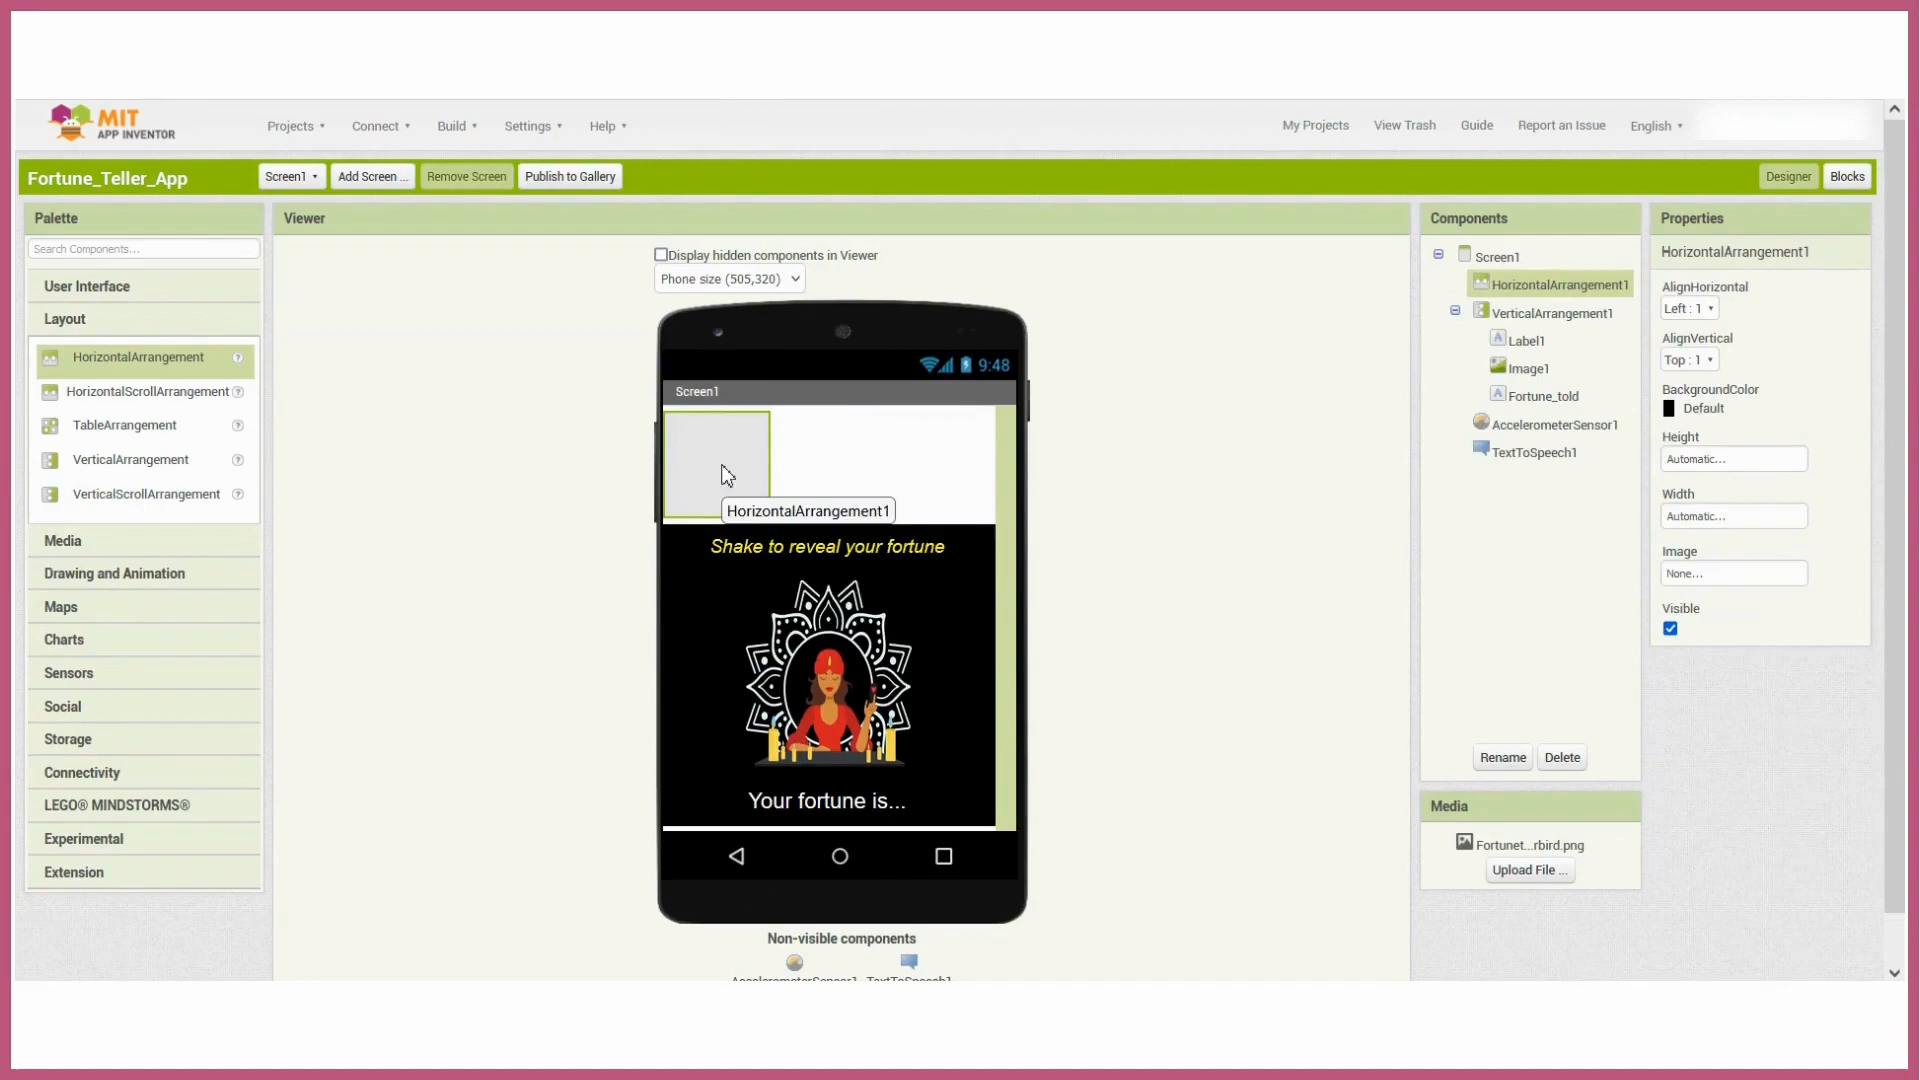 MIT
APP INVENTOR
Projects
Connect
Build
Settings
Help
My Projects
View Trash
Guide
Report an Issue
English
Fortune_Teller_App
Screen1
Add Screen ...
Remove Screen
Publish to Gallery
Designer
Blocks
Palette
Search Components...
User Interface
Layout
HorizontalArrangement
HorizontalScrollArrangement
TableArrangement
VerticalArrangement
VerticalScrollArrangement
Media
Drawing and Animation
Maps
Charts
Sensors
Social
Storage
Connectivity
LEGO® MINDSTORMS®
Experimental
Extension
Viewer
Display hidden components in Viewer
Phone size (505,320)
9:48
Screen1
HorizontalArrangement1
Shake to reveal your fortune
Your fortune is...
Non-visible components
AccelerometerSensor1
TextToSpeech1
Components
Screen1
HorizontalArrangement1
VerticalArrangement1
Label1
Image1
Fortune_told
AccelerometerSensor1
TextToSpeech1
Rename
Delete
Media
Fortunet...rbird.png
Upload File ...
Properties
HorizontalArrangement1
AlignHorizontal
Left : 1
AlignVertical
Top : 1
BackgroundColor
Default
Height
Automatic...
Width
Automatic...
Image
None...
Visible